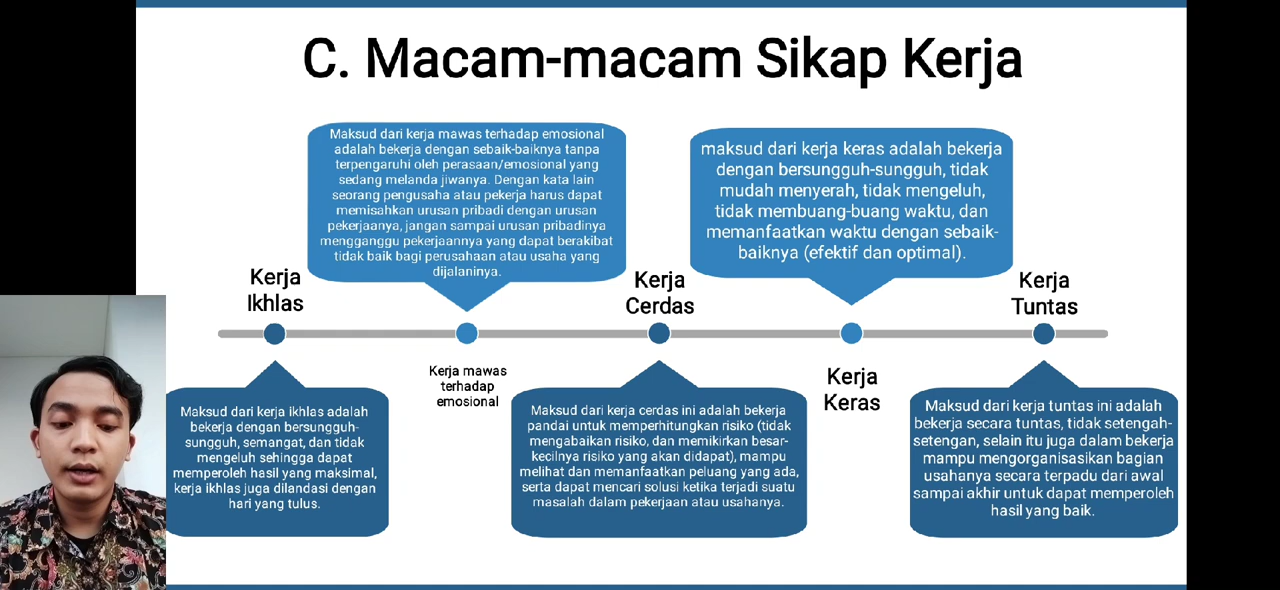 C. Macam-macam Sikap Kerja
Kerja
Ikhlas
Maksud dari kerja ikhlas adalah
bekerja dengan bersungguh-
sungguh, semangat, dan tidak
mengeluh sehingga dapat
memperoleh hasil yang maksimal,
kerja ikhlas juga dilandasi dengan
hari yang tulus.
Maksud dari kerja mawas terhadap emosional
adalah bekerja dengan sebaik-baiknya tanpa
terpengaruhi oleh perasaan/emosional yang
sedang melanda jiwanya. Dengan kata lain
seorang pengusaha atau pekerja harus dapat
memisahkan urusan pribadi dengan urusan
pekerjaanya, jangan sampai urusan pribadinya
mengganggu pekerjaannya yang dapat berakibat
tidak baik bagi perusahaan atau usaha yang
dijalaninya.
Kerja mawas
terhadap
emosional
Kerja
Cerdas
Maksud dari kerja cerdas ini adalah bekerja
pandai untuk memperhitungkan risiko (tidak
mengabaikan risiko, dan memikirkan besar-
kecilnya risiko yang akan didapat), mampu
melihat dan memanfaatkan peluang yang ada,
serta dapat mencari solusi ketika terjadi suatu
masalah dalam pekerjaan atau usahanya.
maksud dari kerja keras adalah bekerja
dengan bersungguh-sungguh, tidak
mudah menyerah, tidak mengeluh,
tidak membuang-buang waktu, dan
memanfaatkan waktu dengan sebaik-
baiknya (efektif dan optimal).
Kerja
Keras
Kerja
Tuntas
Maksud dari kerja tuntas ini adalah
bekerja secara tuntas, tidak setengah-
setengan, selain itu juga dalam bekerja
mampu mengorganisasikan bagian
usahanya secara terpadu dari awal
sampai akhir untuk dapat memperoleh
hasil yang baik.